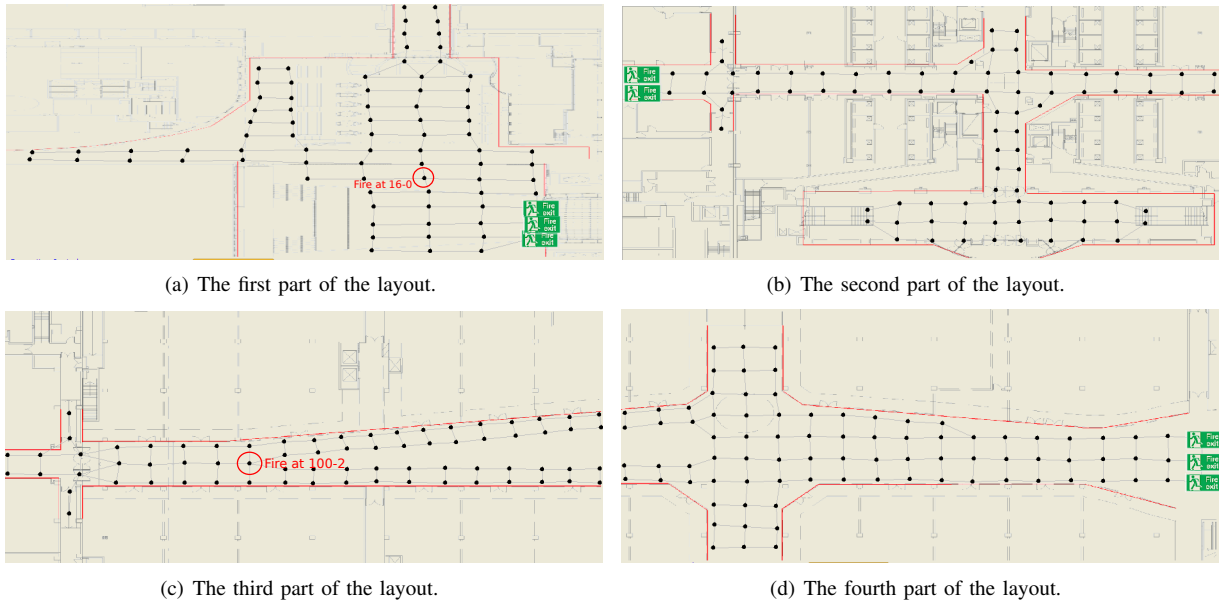 Fire at 16-0
Fire
exit
Fire
exit
Fire
exit
Fire
exit
Fire
exit
(a) The first part of the layout.
(b) The second part of the layout.
Fire at 100-2
Fire
exit
Fire
exit
Fire
exit
(c) The third part of the layout.
(d) The fourth part of the layout.